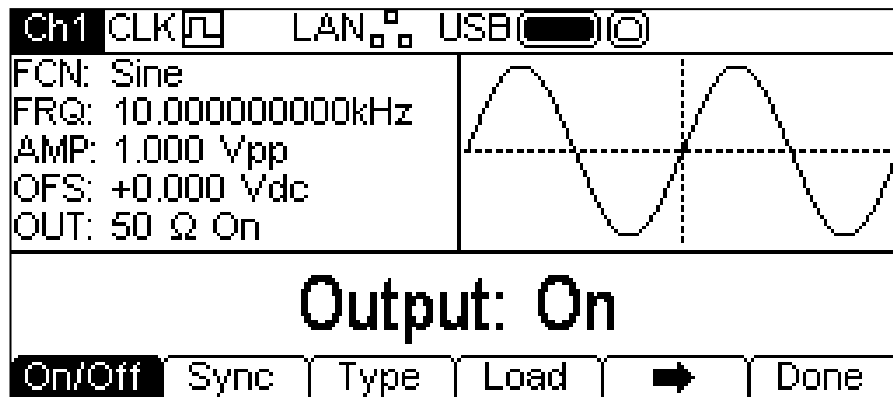 Ch1 CLK LAN USB
FCN: Sine
FRQ: 10.000000000kHz
AMP: 1.000 Vpp
OFS: +0.000 Vdc
OUT: 50 Ω On
Output: On
On/Off Sync Type Load Done